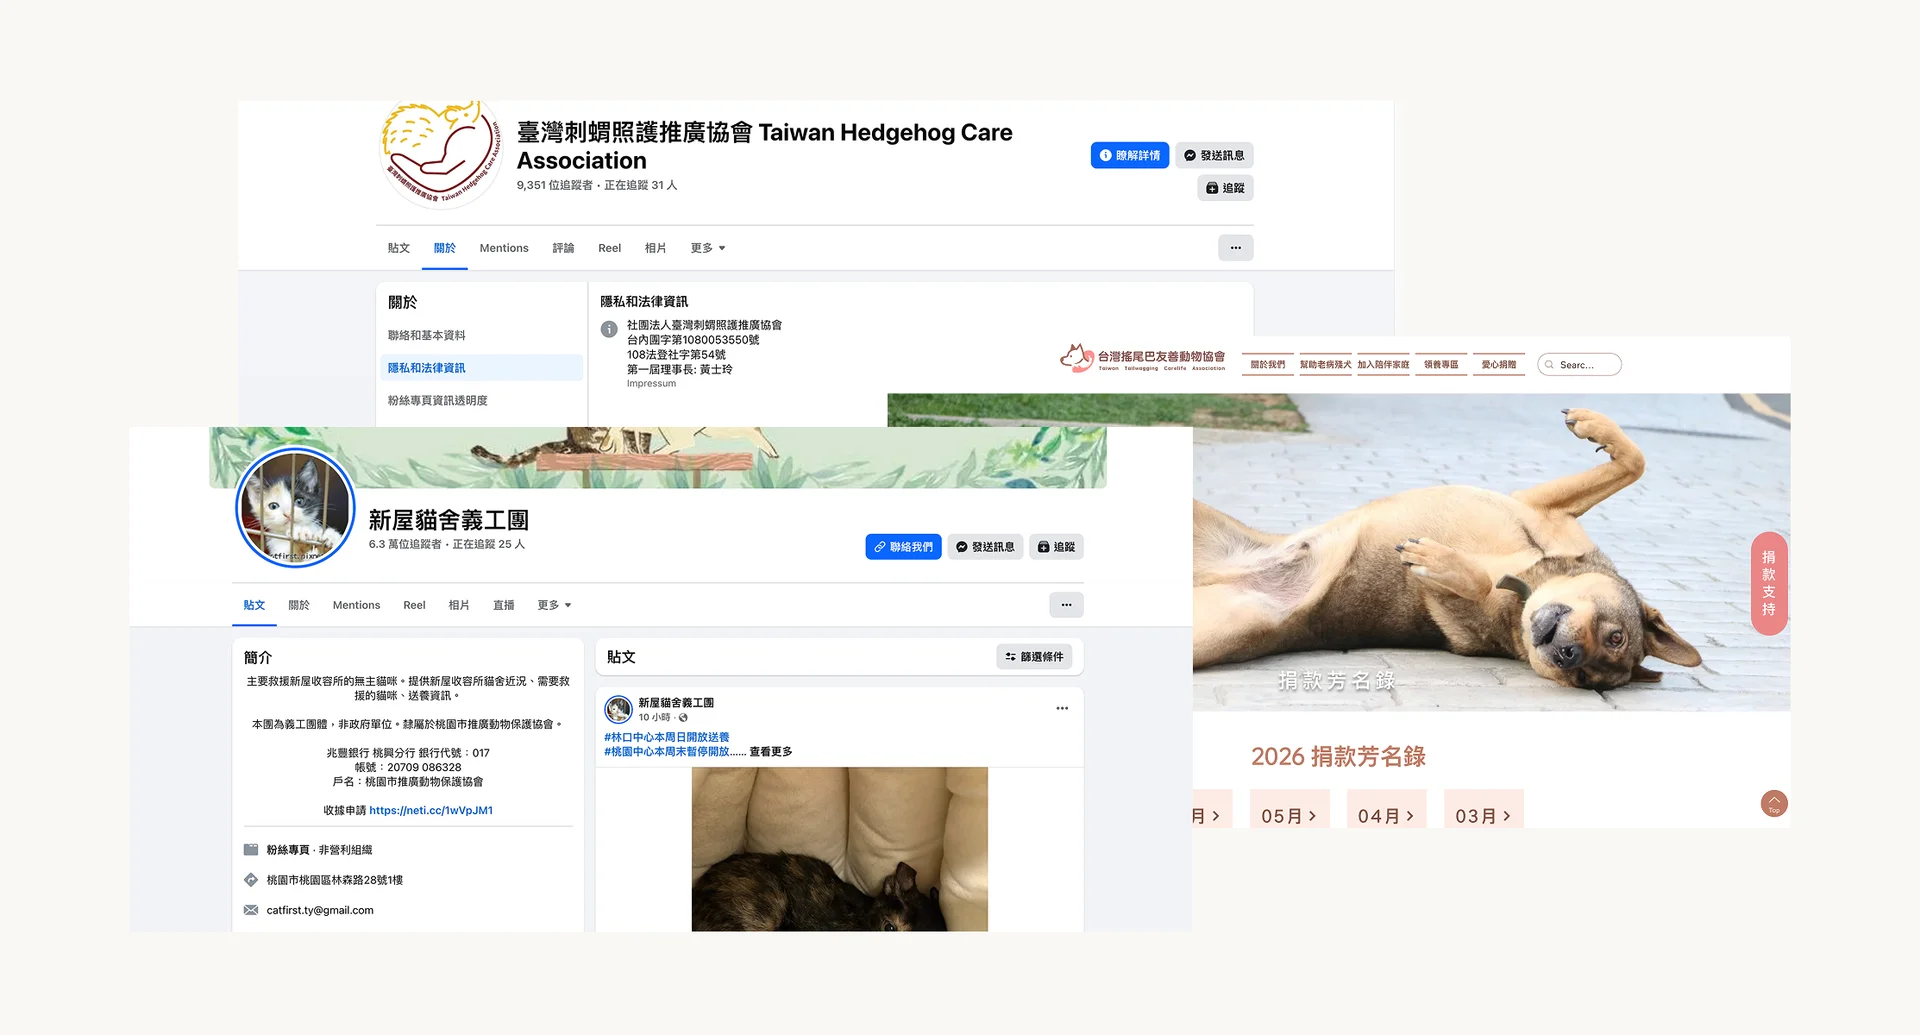 臺灣刺蝟照護推廣協會 Taiwan Hedgehog Care
Association
9,351 位追蹤者・正在追蹤 31 人
瞭解詳情
發送訊息
追蹤
臺灣刺蝟照護推廣協會 Taiwan Hedgehog Care Association
貼文
關於
Mentions
評論
Reel
相片
更多
關於
聯絡和基本資料
隱私和法律資訊
粉絲專頁資訊透明度
隱私和法律資訊
社團法人臺灣刺蝟照護推廣協會
台內團字第1080053550號
108法登社字第54號
第一屆理事長: 黃士玲
Impressum
台灣搖尾巴友善動物協會
Taiwan Tailwagging Carelife Association
關於我們
幫助老病殘犬
加入陪伴家庭
領養專區
愛心捐贈
Searc...
捐款支持
捐款芳名錄
2026 捐款芳名錄
月 >
05月 >
04月 >
03月 >
Top
新屋貓舍義工團
6.3 萬位追蹤者・正在追蹤 25 人
聯絡我們
發送訊息
追蹤
貼文
關於
Mentions
Reel
相片
直播
更多
簡介
主要救援新屋收容所的無主貓咪。提供新屋收容所貓舍近況、需要救
援的貓咪、送養資訊。
本團為義工團體，非政府單位。隸屬於桃園市推廣動物保護協會。
兆豐銀行 桃興分行 銀行代號：017
帳號：20709 086328
戶名：桃園市推廣動物保護協會
收據申請 https://neti.cc/1wVpJM1
粉絲專頁 · 非營利組織
桃園市桃園區林森路28號1樓
catfirst.ty@gmail.com
貼文
篩選條件
新屋貓舍義工團
10 小時 ·
#林口中心本周日開放送養
#桃園中心本周末暫停開放...... 查看更多